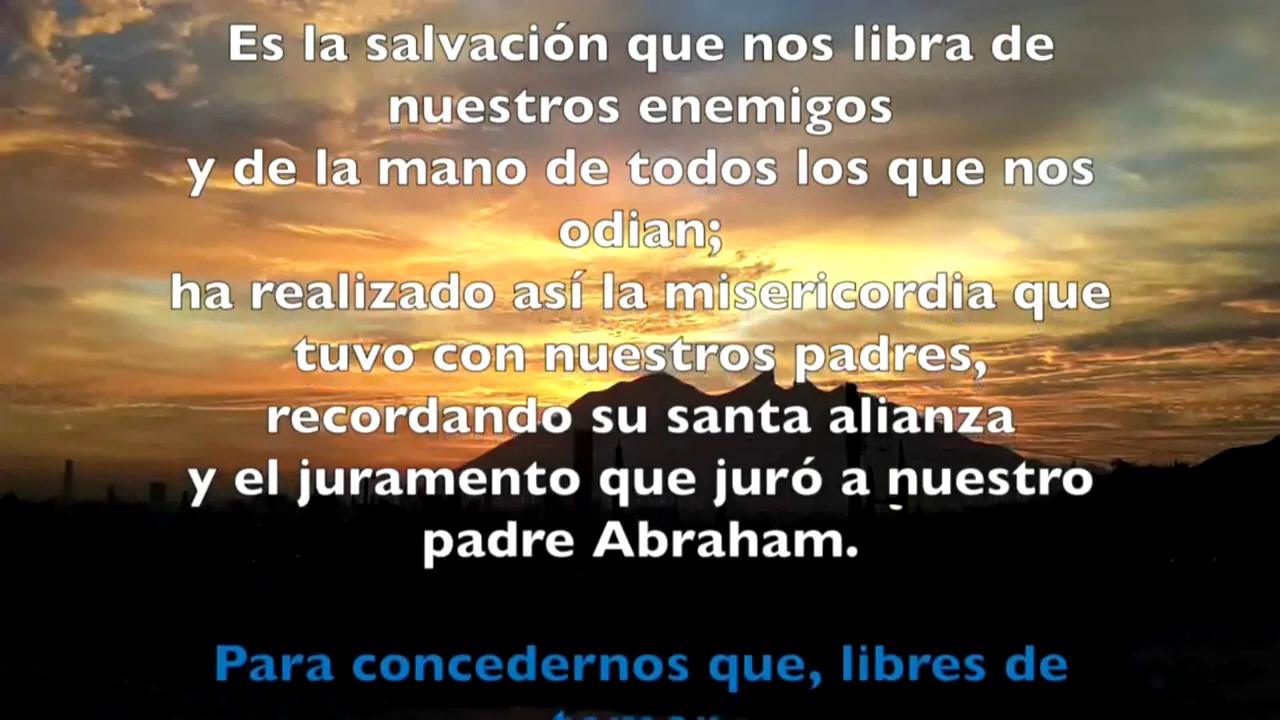 Es la salvación que nos libra de
nuestros enemigos
y de la mano de todos los que nos
odian;
ha realizado así la misericordia que
tuvo con nuestros padres,
recordando su santa alianza
y el juramento que juró a nuestro
padre Abraham.
Para concedernos que, libres de